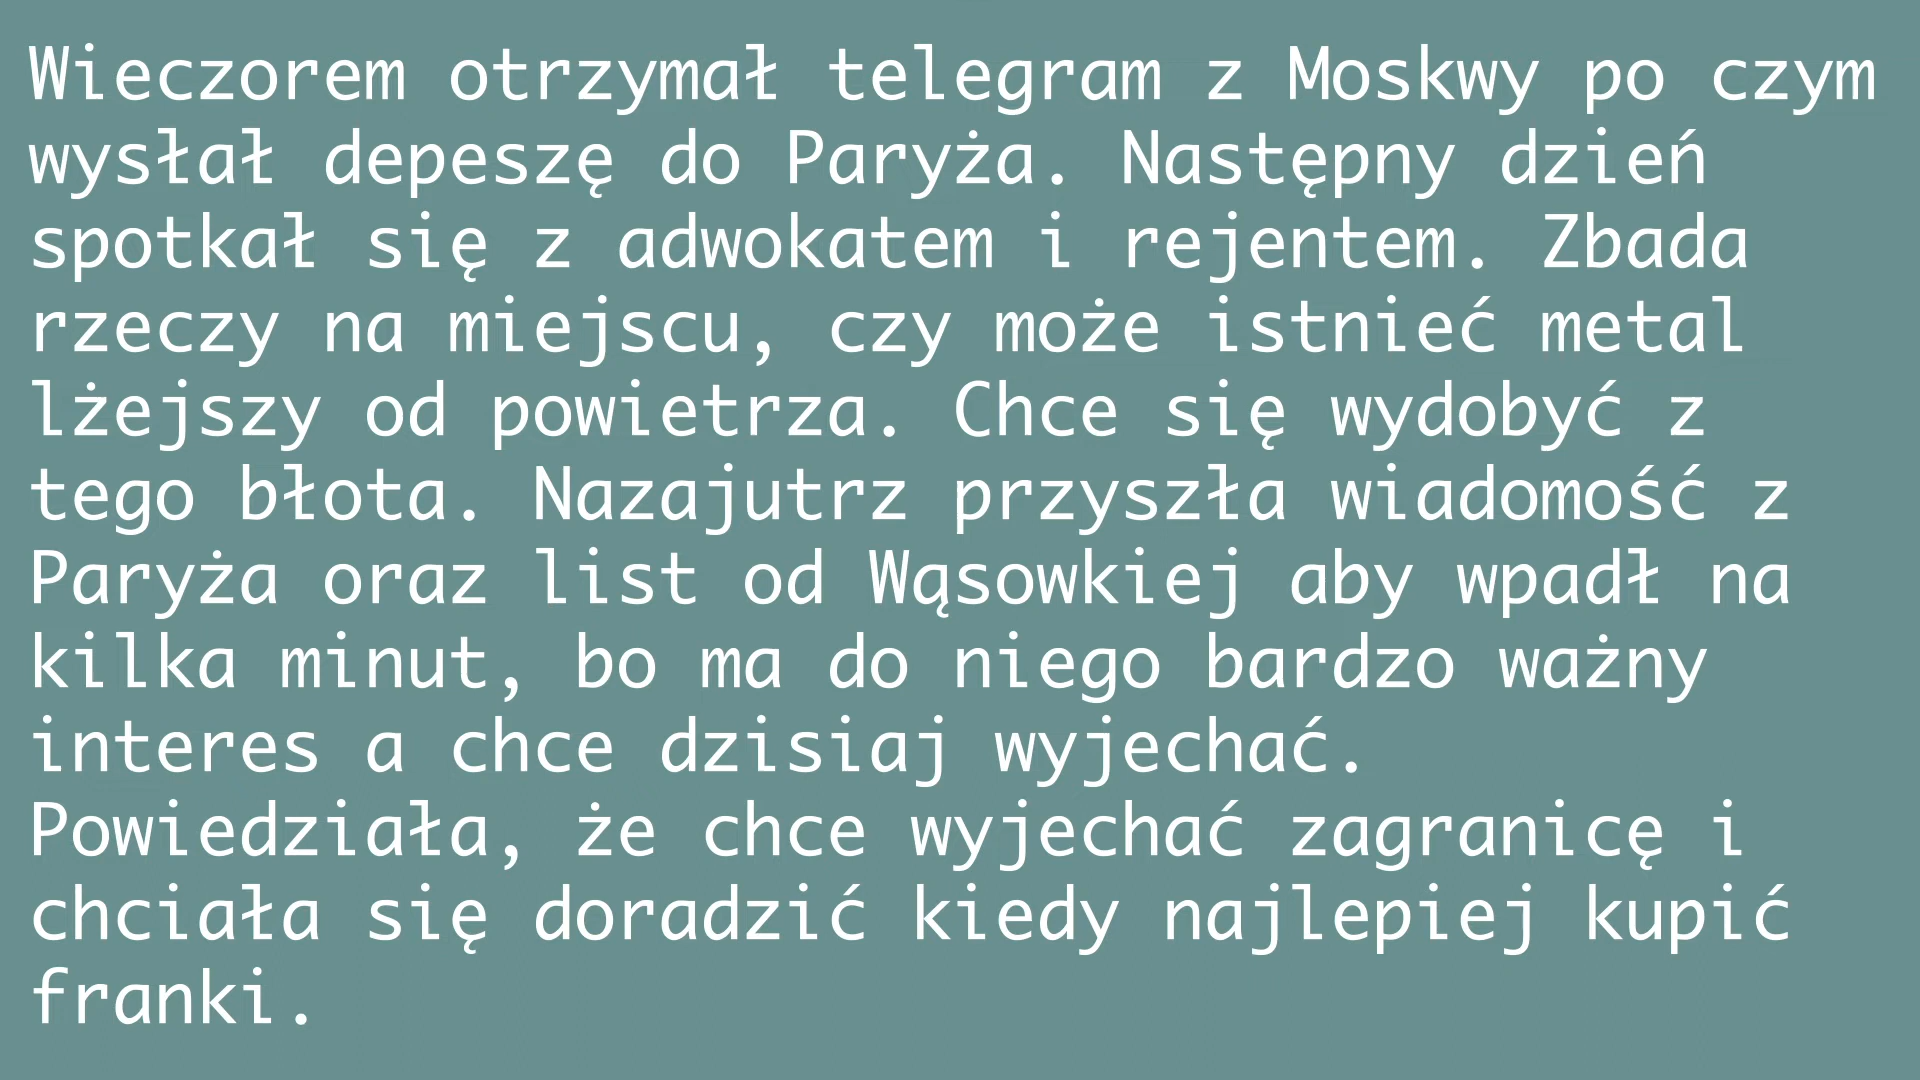 Wieczorem otrzymał telegram z Moskwy po czym
wysłał depeszę do Paryża. Następny dzień
spotkał się z adwokatem i rejentem. Zbada
rzeczy na miejscu, czy może istnieć metal
lżejszy od powietrza. Chce się wydobyć z
tego błota. Nazajutrz przyszła wiadomość z
Paryża oraz list od Wąsowkiej aby wpadł na
kilka minut, bo ma do niego bardzo ważny
interes a chce dzisiaj wyjechać.
Powiedziała, że chce wyjechać zagranicę i
chciała się doradzić kiedy najlepiej kupić
franki.